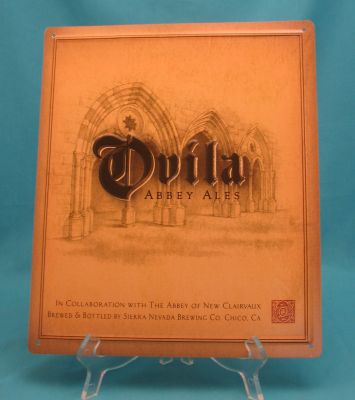 Ovila
ABBEY ALES
IN COLLABORATION WITH THE ABBEY OF NEW CLAIRVAUX
BREWED & BOTTLED BY SIERRA NEVADA BREWING CO. CHICO, CA